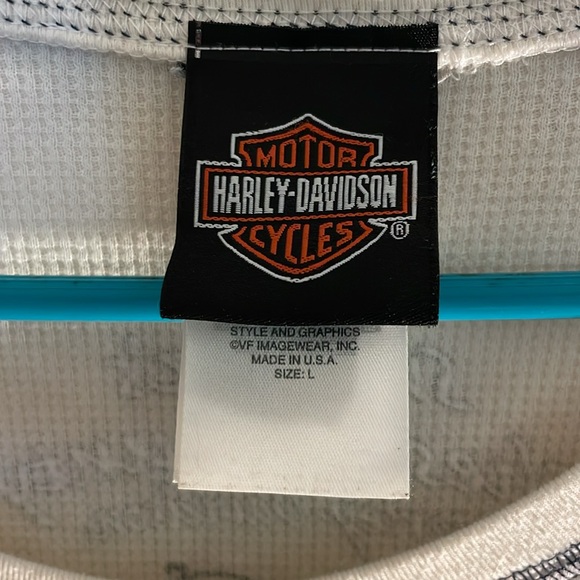 MOTOR
HARLEY-DAVIDSON
CYCLES
®
STYLE AND GRAPHICS
©VF IMAGEWEAR, INC.
MADE IN U.S.A.
SIZE: L